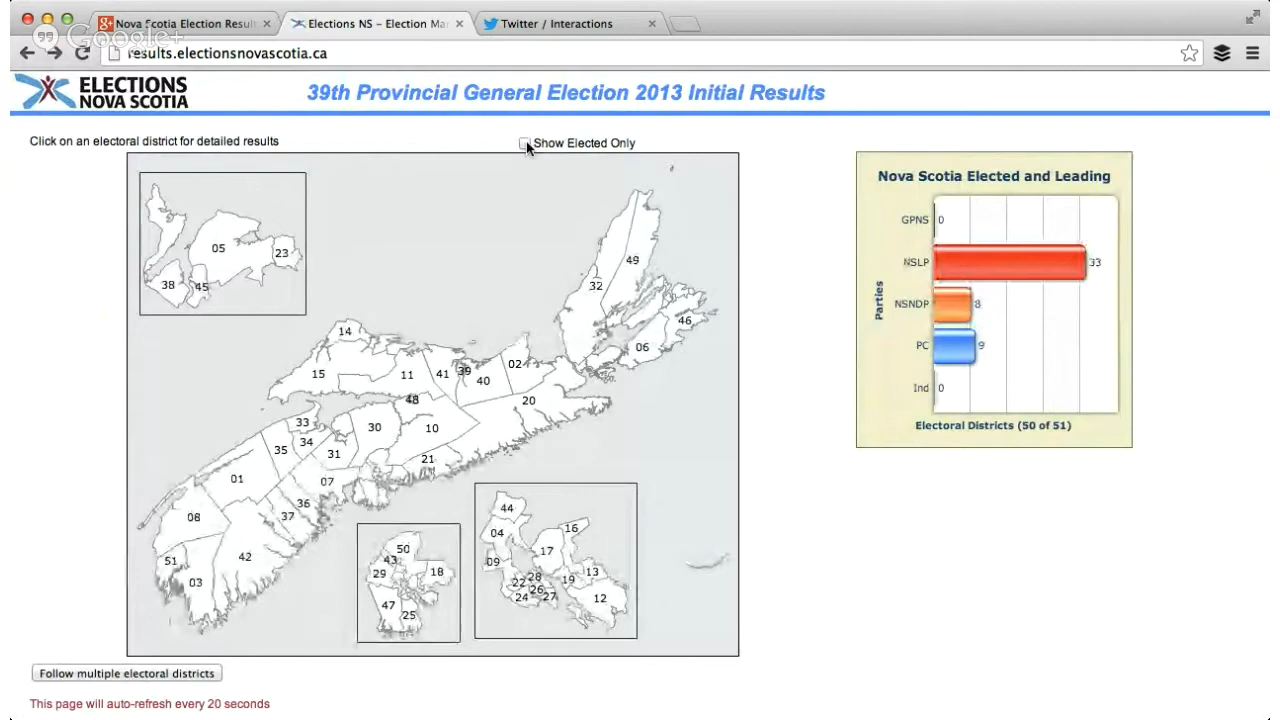 Nova Scotia Election Resul
Elections NS – Election Ma
Twitter / Interactions
Google+
results.electionsnovascotia.ca
ELECTIONS
NOVA SCOTIA
39th Provincial General Election 2013 Initial Results
Click on an electoral district for detailed results
Show Elected Only
05
23
38
45
49
32
46
06
14
15
11
41
39
40
02
48
20
33
30
10
34
35
31
21
01
07
36
08
37
42
51
03
50
43
29
18
47
25
44
04
16
17
09
13
22
28
19
26
24
27
12
Nova Scotia Elected and Leading
Parties
GPNS 0
NSLP 33
NSNDP 8
PC 9
Ind 0
Electoral Districts (50 of 51)
Follow multiple electoral districts
This page will auto-refresh every 20 seconds